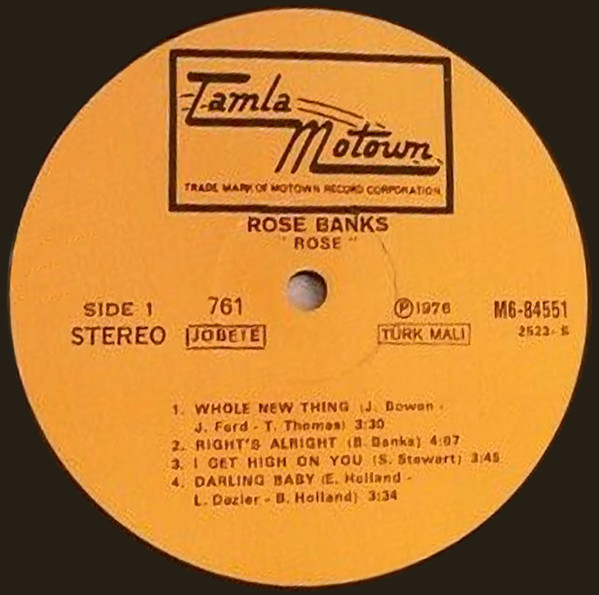 Tamla
Motown
TRADE MARK OF MOTOWN RECORD CORPORATION
ROSE BANKS
"ROSE"
SIDE 1
761
℗1976
M6-84551
STEREO
JOBETE
TÜRK MALI
2523- S
1. WHOLE NEW THING (J. Bowen -
J. Ford - T. Thomas) 3:30
2. RIGHT'S ALRIGHT (B. Banks) 4:07
3. I GET HIGH ON YOU (S. Stewart) 3:45
4. DARLING BABY (E. Holland -
L. Dozier - B. Holland) 3:34